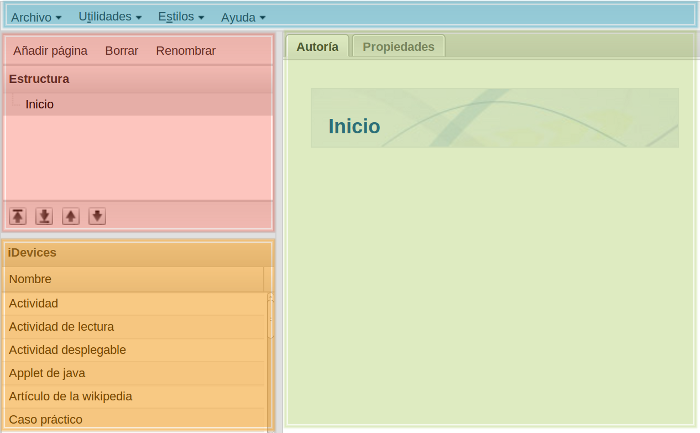 Archivo Utilidades Estilos Ayuda
Añadir página Borrar Renombrar
Estructura
Inicio
iDevices
Nombre
Actividad
Actividad de lectura
Actividad desplegable
Applet de java
Artículo de la wikipedia
Caso práctico
Autoría Propiedades
Inicio